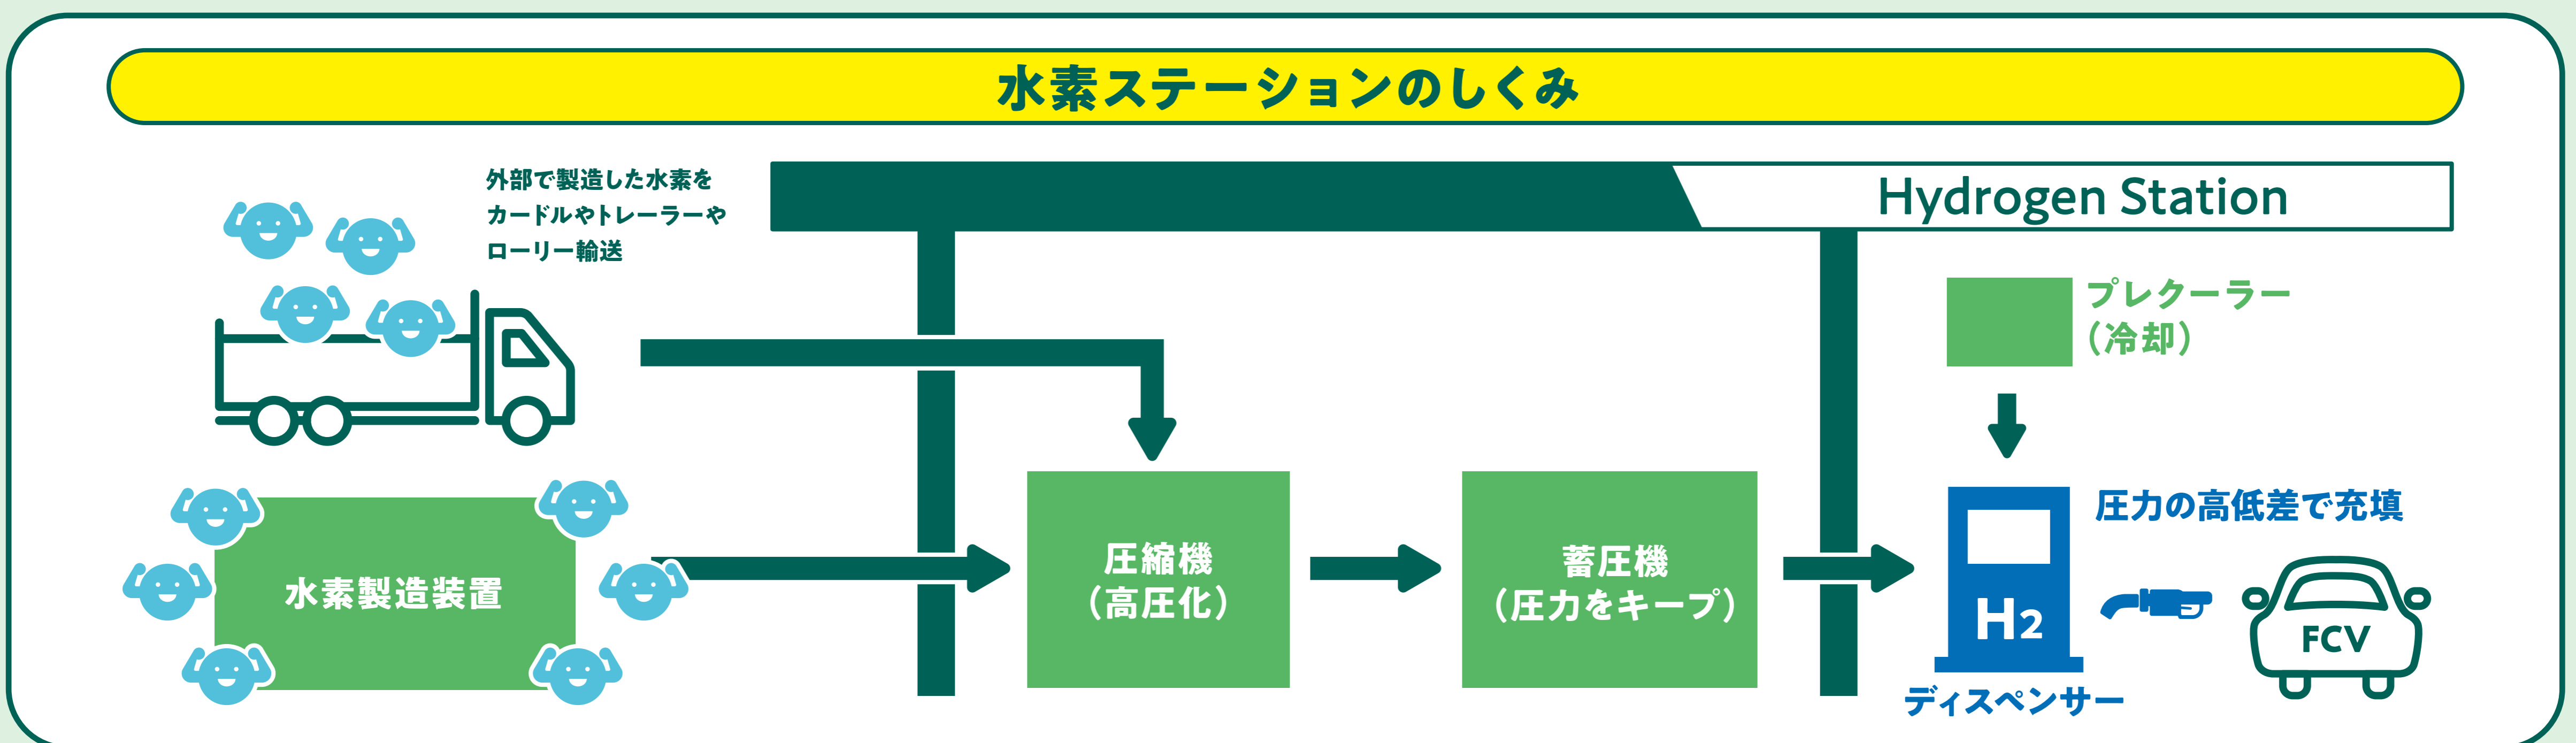 水素ステーションのしくみ
外部で製造した水素を
カードルやトレーラーや
ローリー輸送
Hydrogen Station
プレクーラー
（冷却）
水素製造装置
圧縮機
（高圧化）
蓄圧機
（圧力をキープ）
圧力の高低差で充填
H2
FCV
ディスペンサー